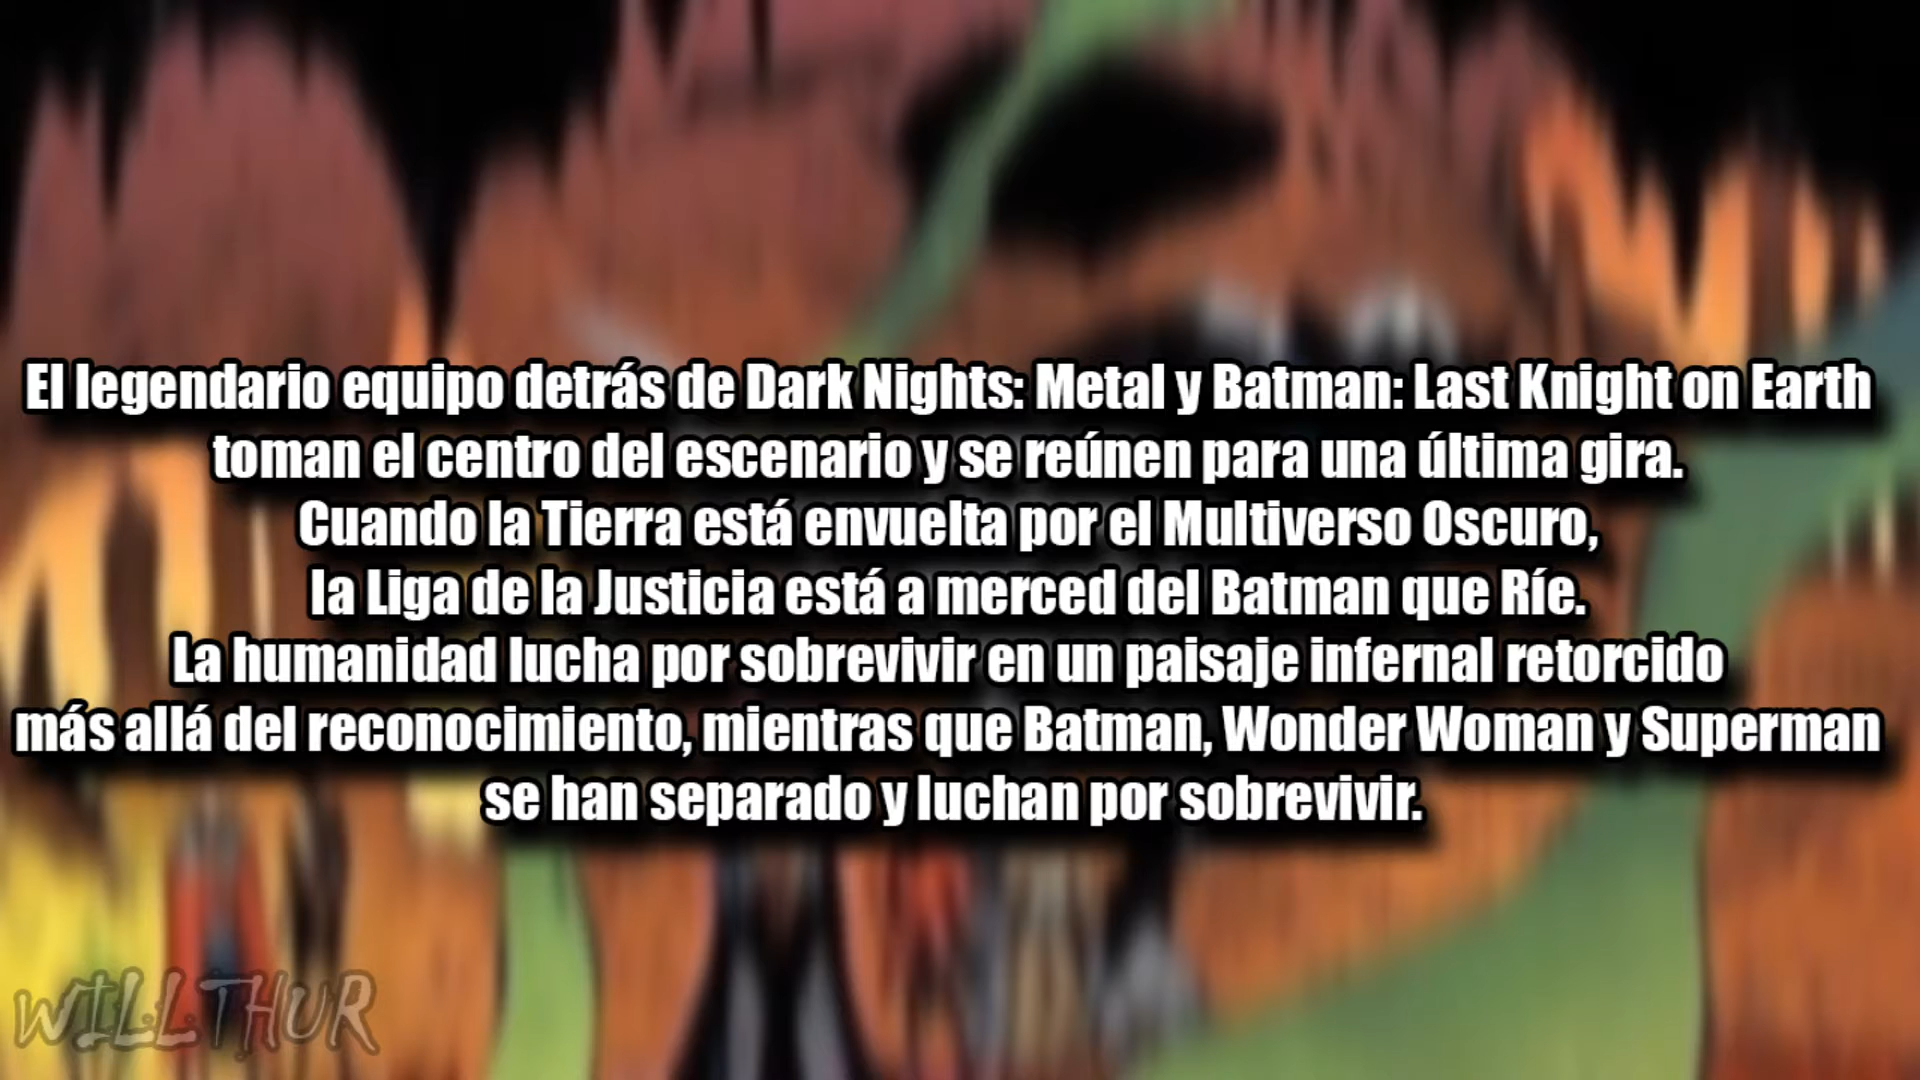 El legendario equipo detrás de Dark Nights: Metal y Batman: Last Knight on Earth
toman el centro del escenario y se reúnen para una última gira.
Cuando la Tierra está envuelta por el Multiverso Oscuro,
la Liga de la Justicia está a merced del Batman que Ríe.
La humanidad lucha por sobrevivir en un paisaje infernal retorcido
más allá del reconocimiento, mientras que Batman, Wonder Woman y Superman
se han separado y luchan por sobrevivir.
WILLTHUR